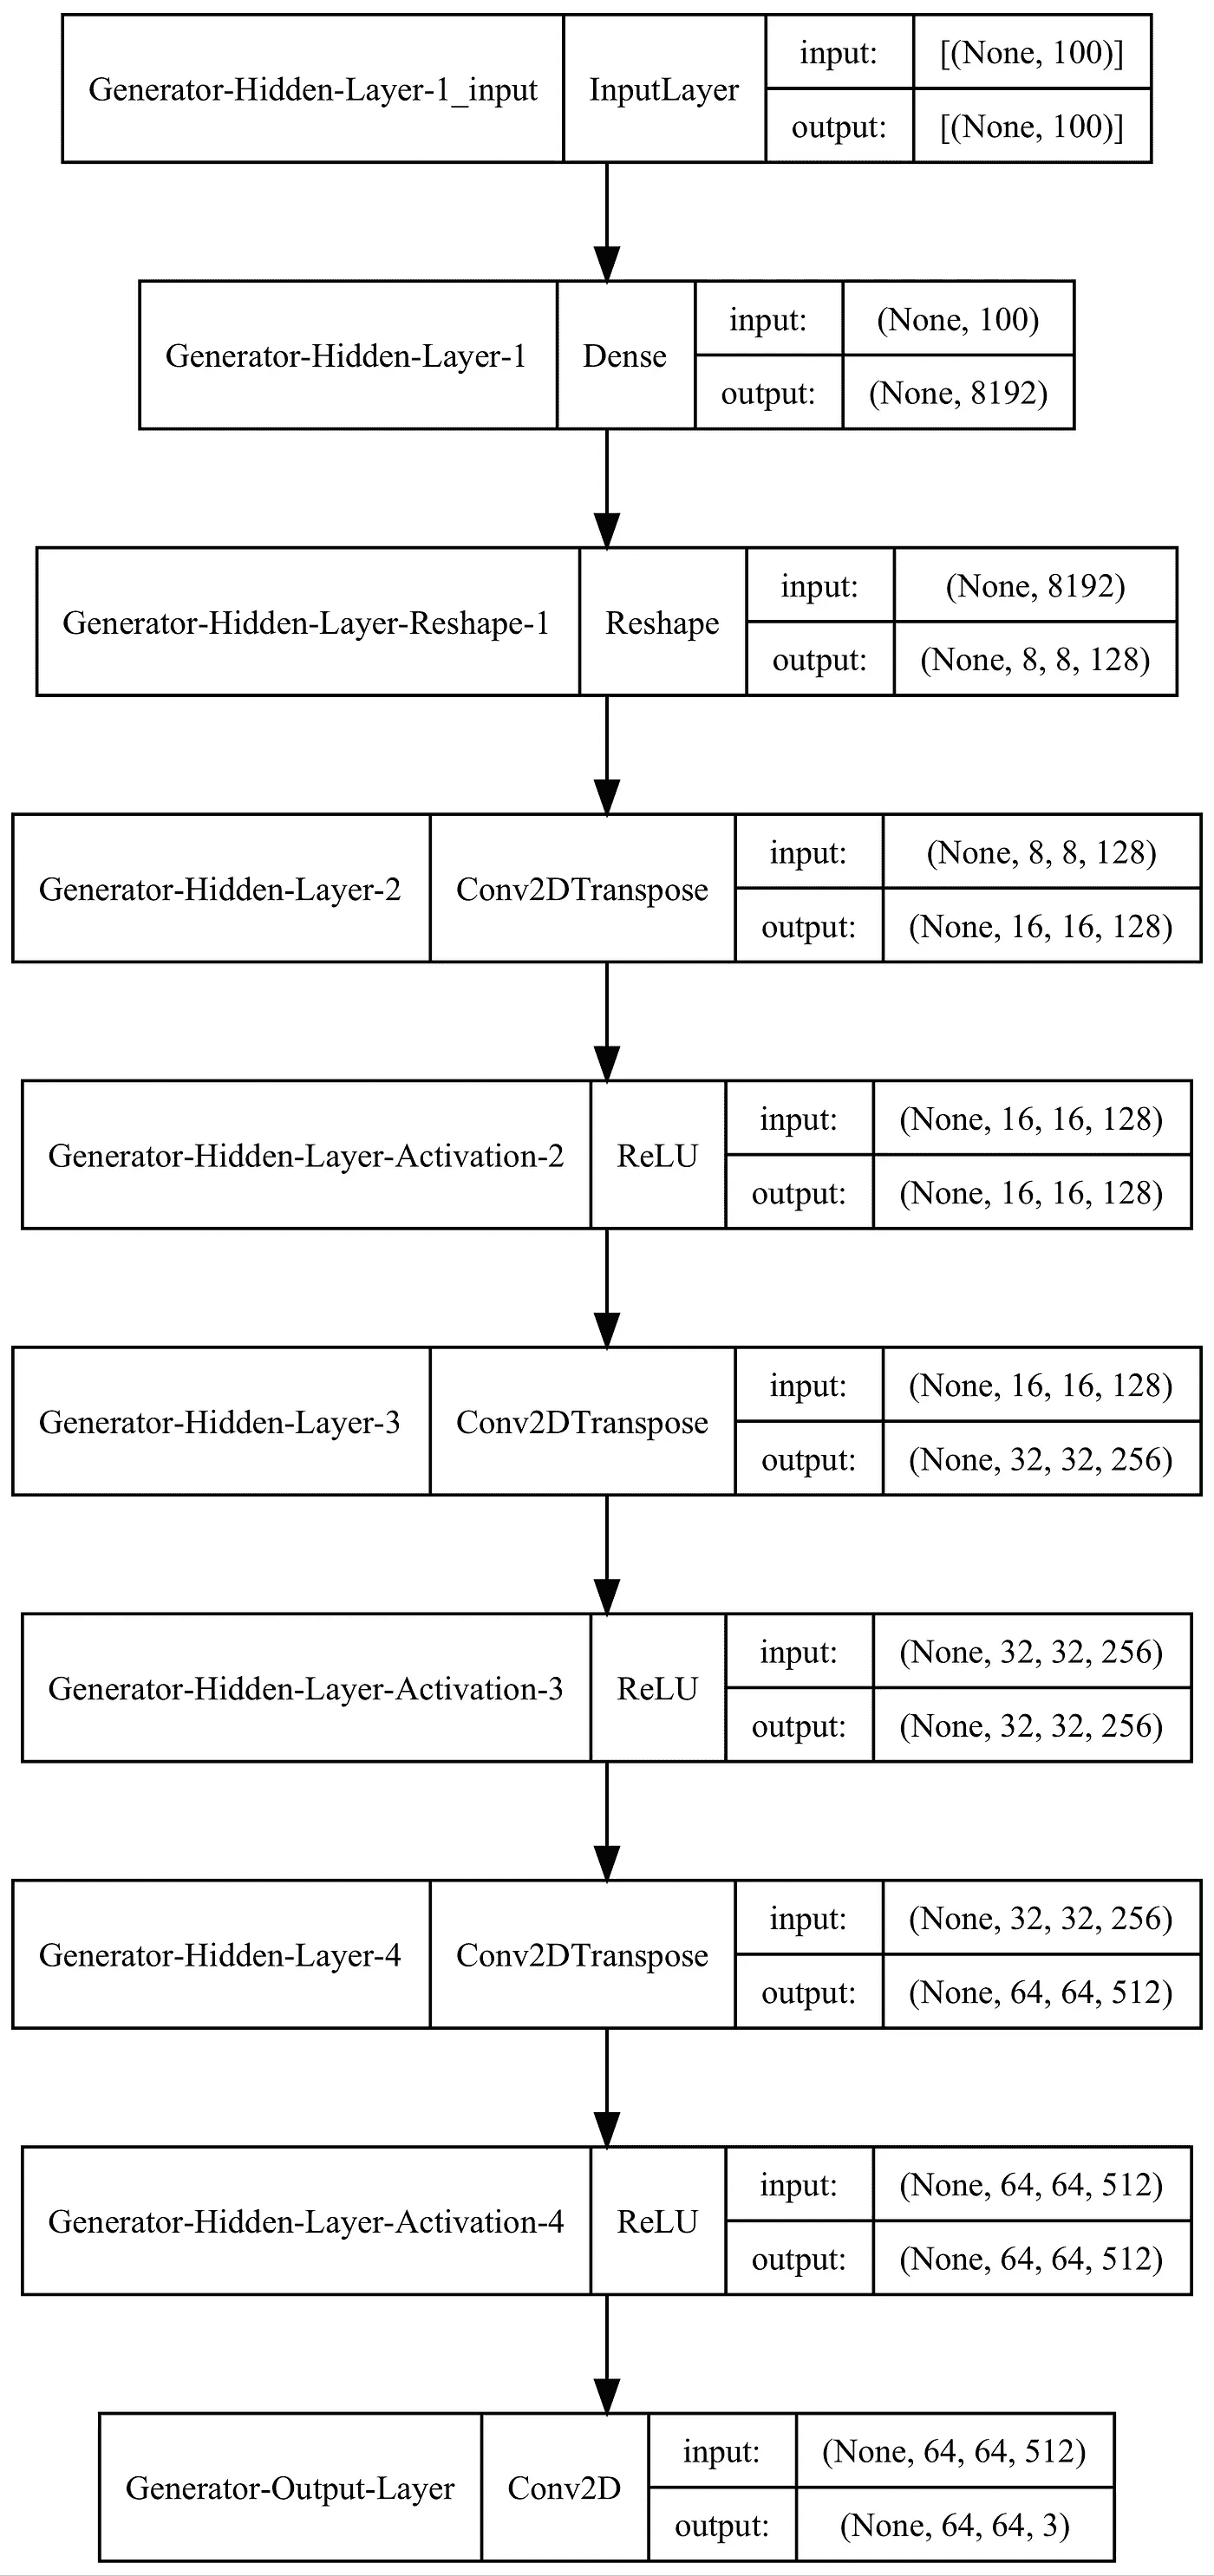 Generator-Hidden-Layer-1_input InputLayer input: [(None, 100)]
output: [(None, 100)]
Generator-Hidden-Layer-1 Dense input: (None, 100)
output: (None, 8192)
Generator-Hidden-Layer-Reshape-1 Reshape input: (None, 8192)
output: (None, 8, 8, 128)
Generator-Hidden-Layer-2 Conv2DTranspose input: (None, 8, 8, 128)
output: (None, 16, 16, 128)
Generator-Hidden-Layer-Activation-2 ReLU input: (None, 16, 16, 128)
output: (None, 16, 16, 128)
Generator-Hidden-Layer-3 Conv2DTranspose input: (None, 16, 16, 128)
output: (None, 32, 32, 256)
Generator-Hidden-Layer-Activation-3 ReLU input: (None, 32, 32, 256)
output: (None, 32, 32, 256)
Generator-Hidden-Layer-4 Conv2DTranspose input: (None, 32, 32, 256)
output: (None, 64, 64, 512)
Generator-Hidden-Layer-Activation-4 ReLU input: (None, 64, 64, 512)
output: (None, 64, 64, 512)
Generator-Output-Layer Conv2D input: (None, 64, 64, 512)
output: (None, 64, 64, 3)